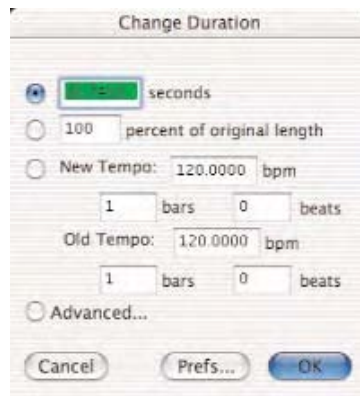 Change Duration
seconds
100 percent of original length
New Tempo: 120.0000 bpm
1 bars 0 beats
Old Tempo: 120.0000 bpm
1 bars 0 beats
Advanced...
Cancel Prefs... OK